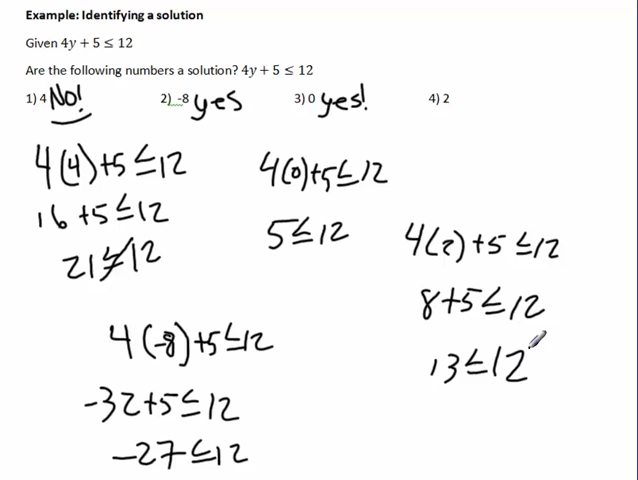 Example: Identifying a solution
Given 4y + 5 ≤ 12
Are the following numbers a solution? 4y + 5 ≤ 12
1) 4 No! 2) -8 yes 3) 0 yes! 4) 2
4(4)+5≤12
16+5≤12
21≰12
4(0)+5≤12
5≤12
4(-8)+5≤12
-32+5≤12
-27≤12
4(2)+5≤12
8+5≤12
13≤12